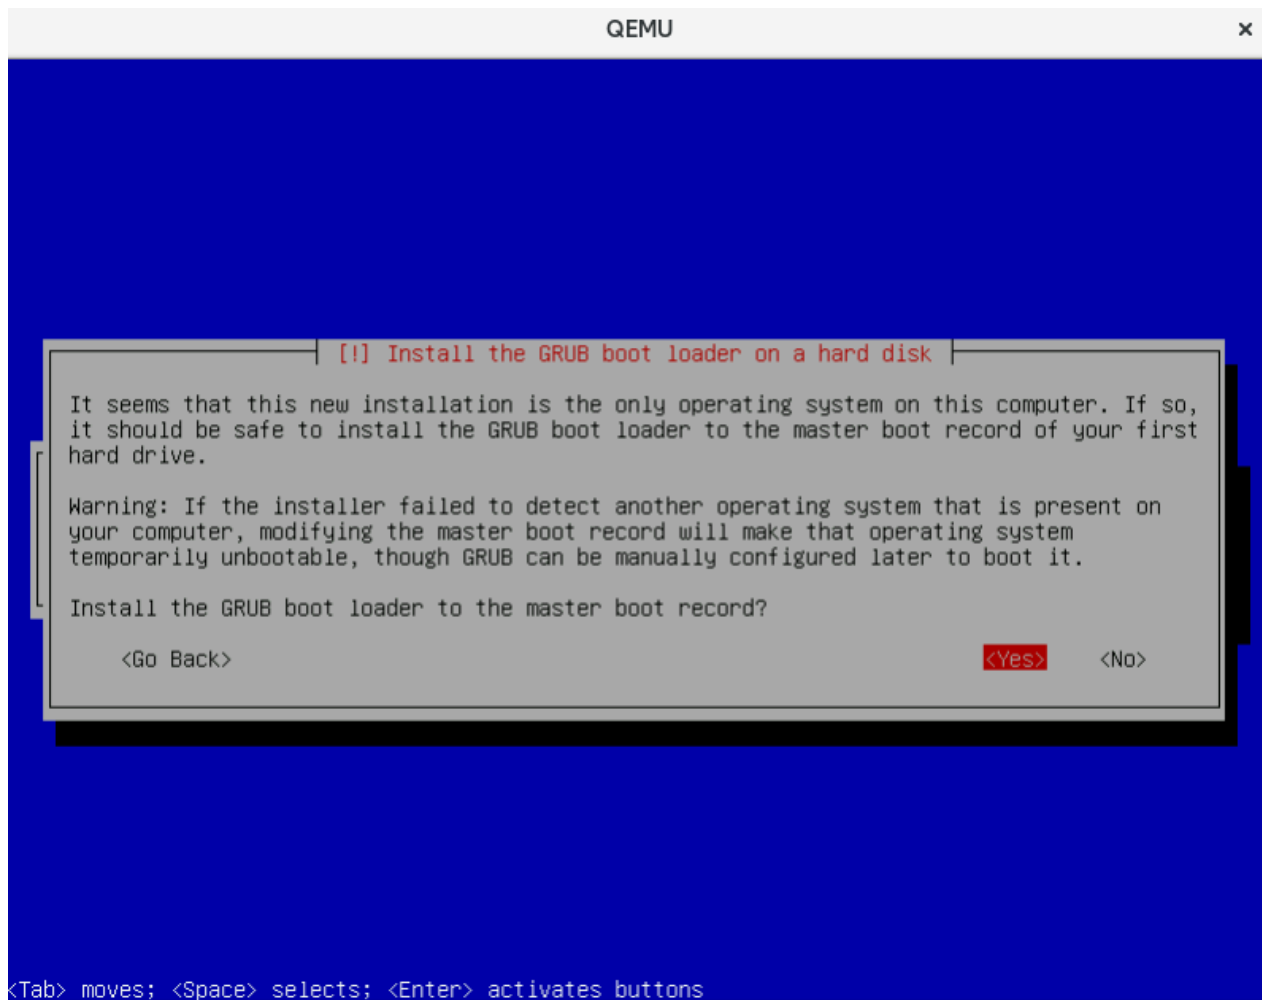 QEMU ×
[!] Install the GRUB boot loader on a hard disk
It seems that this new installation is the only operating system on this computer. If so,
it should be safe to install the GRUB boot loader to the master boot record of your first
hard drive.
Warning: If the installer failed to detect another operating system that is present on
your computer, modifying the master boot record will make that operating system
temporarily unbootable, though GRUB can be manually configured later to boot it.
Install the GRUB boot loader to the master boot record?
<Go Back> <Yes> <No>
<Tab> moves; <Space> selects; <Enter> activates buttons